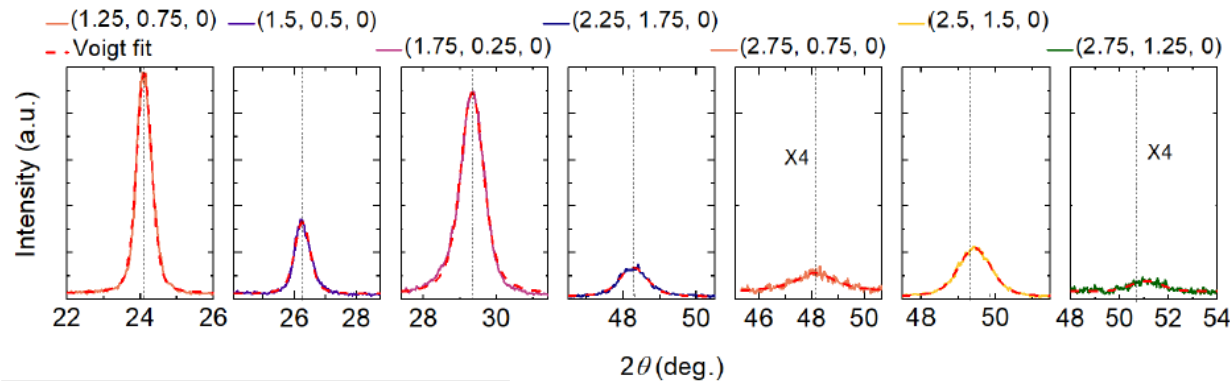 (1.25, 0.75, 0) (1.5, 0.5, 0) (2.25, 1.75, 0) (2.5, 1.5, 0)
Voigt fit (1.75, 0.25, 0) (2.75, 0.75, 0) (2.75, 1.25, 0)
Intensity (a.u.)
X4 X4
22 24 26 26 28 28 30 48 50 46 48 50 48 50 48 50 52 54
2θ (deg.)